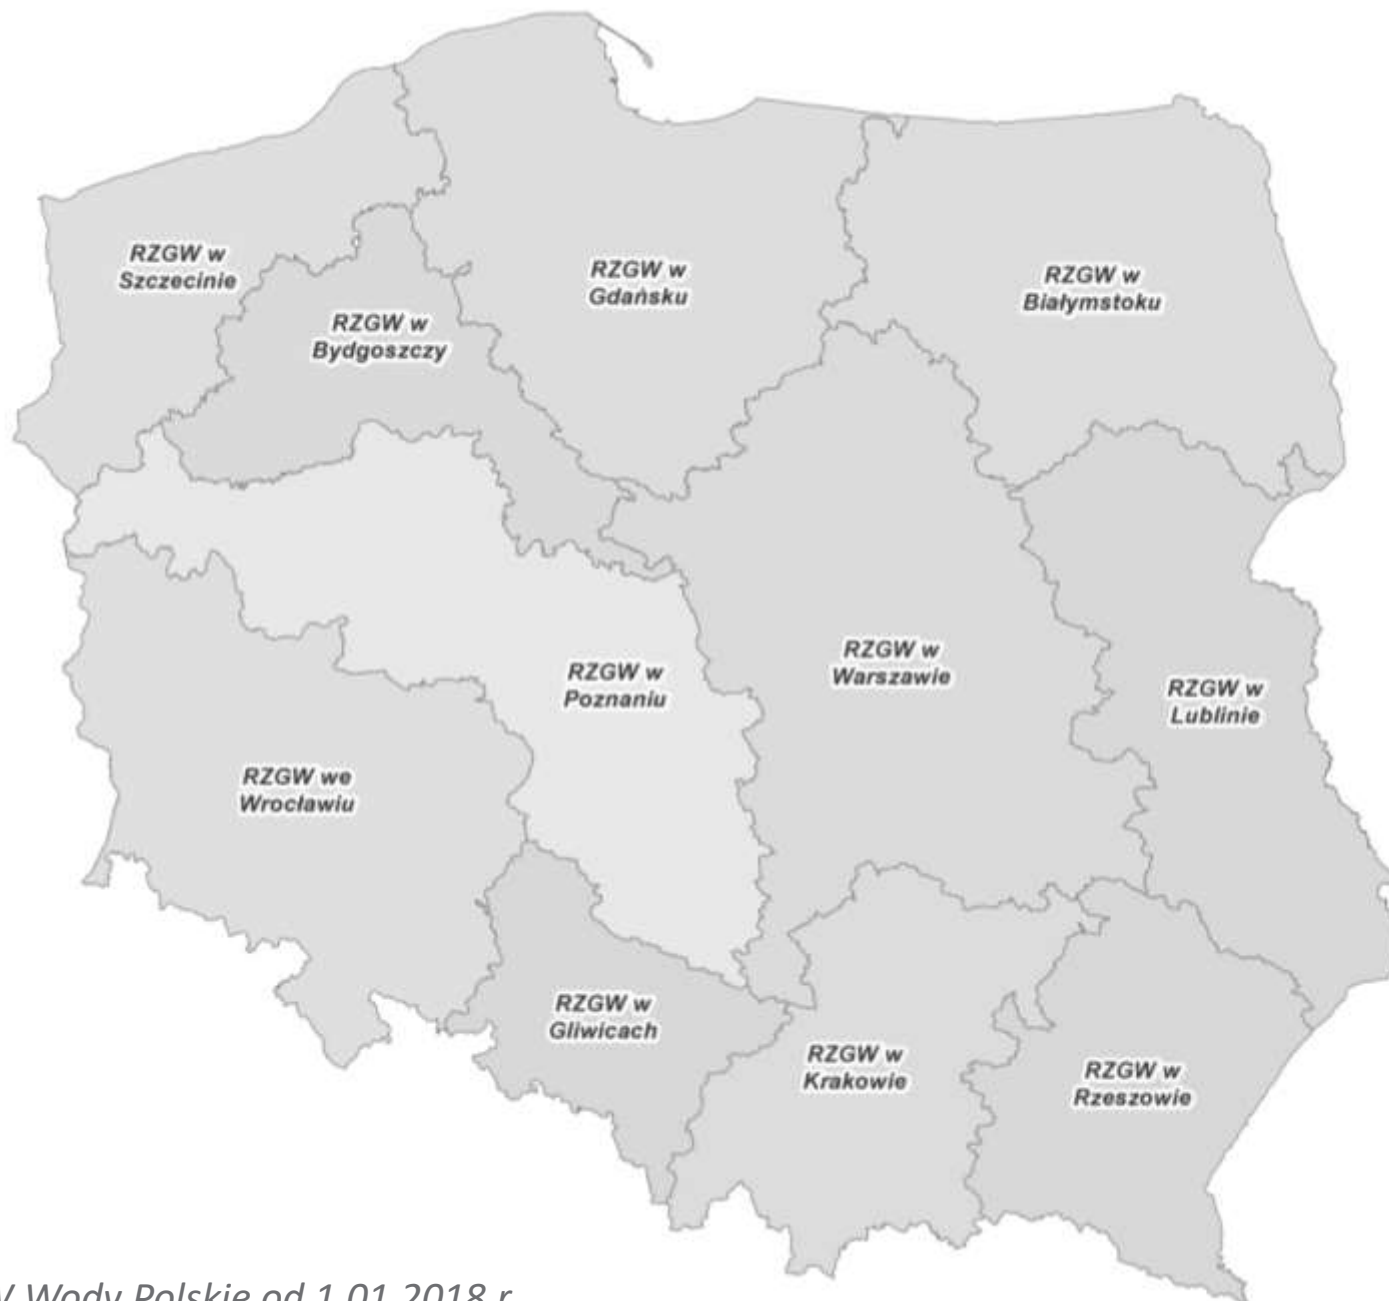 RZGW w
Szczecinie
RZGW w
Gdańsku
RZGW w
Białymstoku
RZGW w
Bydgoszczy
RZGW w
Warszawie
RZGW w
Poznaniu
RZGW w
Lublinie
RZGW we
Wrocławiu
RZGW w
Gliwicach
RZGW w
Krakowie
RZGW w
Rzeszowie
Wody Polskie od 1.01.2018 r